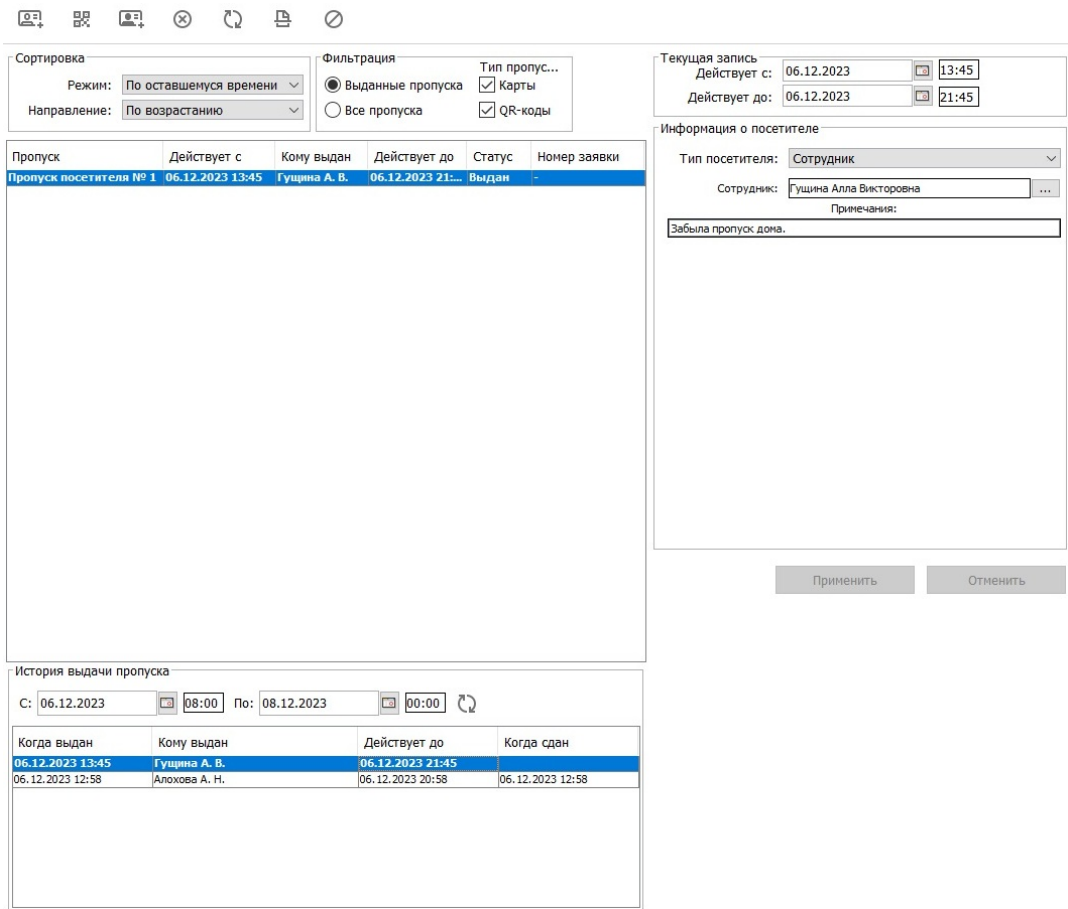 Сортировка
Режим: По оставшемуся времени
Направление: По возрастанию
Фильтрация
Тип пропус...
Выданные пропуска Карты
Все пропуска QR-коды
Текущая запись
Действует с: 06.12.2023 13:45
Действует до: 06.12.2023 21:45
Пропуск Действует с Кому выдан Действует до Статус Номер заявки
Пропуск посетителя № 1 06.12.2023 13:45 Гущина А. В. 06.12.2023 21:... Выдан -
Информация о посетителе
Тип посетителя: Сотрудник
Сотрудник: Гущина Алла Викторовна ...
Примечания:
Забыла пропуск дома.
Применить Отменить
История выдачи пропуска
С: 06.12.2023 08:00 По: 08.12.2023 00:00
Когда выдан Кому выдан Действует до Когда сдан
06.12.2023 13:45 Гущина А. В. 06.12.2023 21:45
06.12.2023 12:58 Алохова А. Н. 06.12.2023 20:58 06.12.2023 12:58